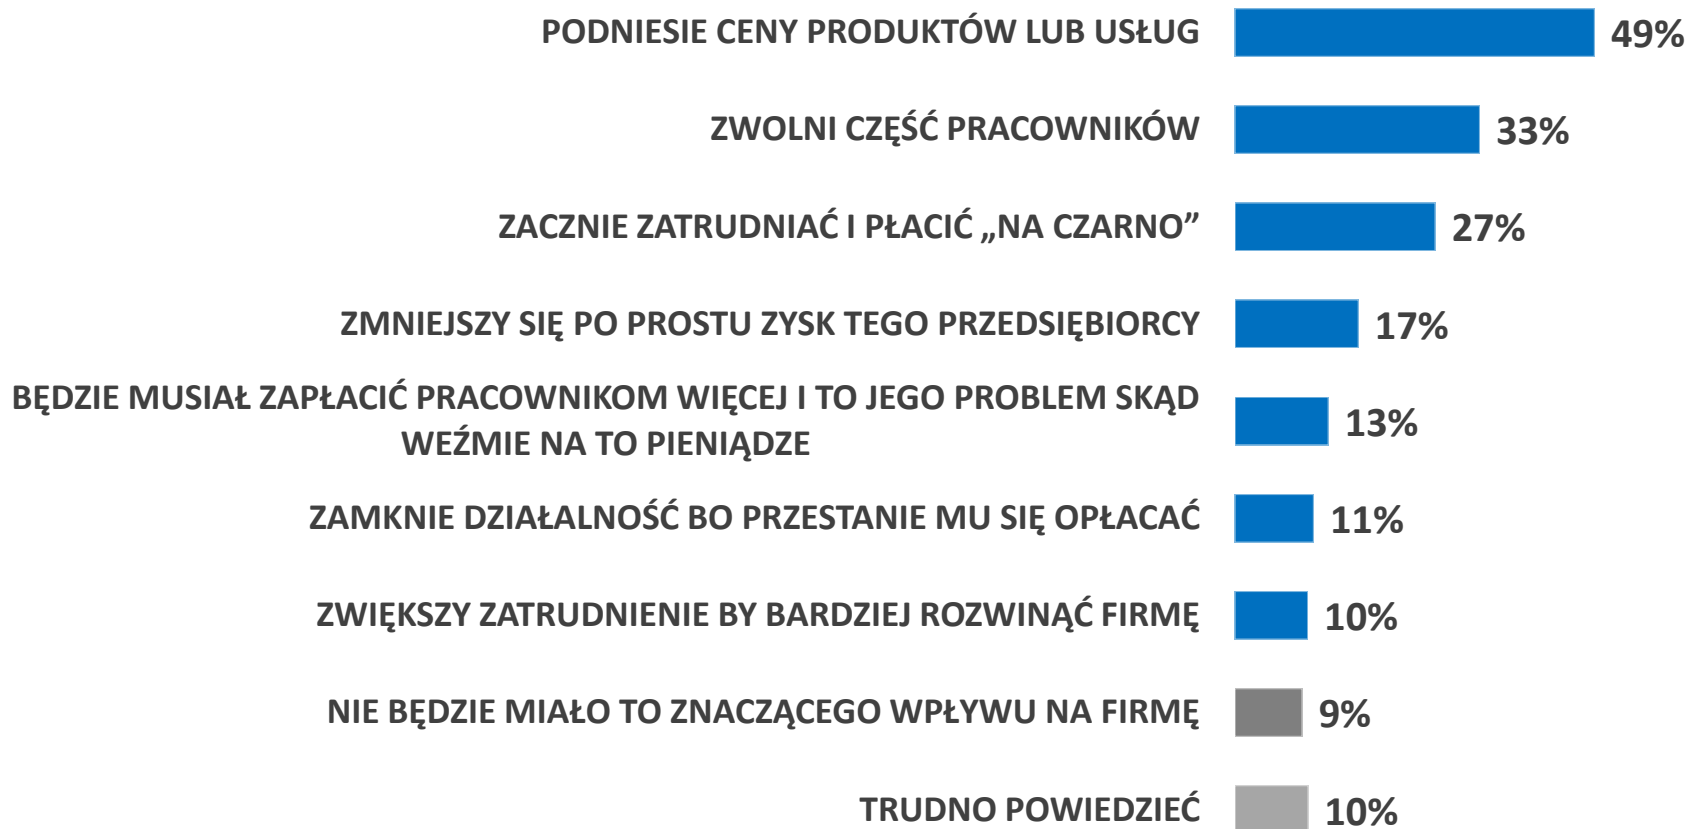 PODNIESIE CENY PRODUKTÓW LUB USŁUG 49%
ZWOLNI CZĘŚĆ PRACOWNIKÓW 33%
ZACZNIE ZATRUDNIAĆ I PŁACIĆ „NA CZARNO” 27%
ZMNIEJSZY SIĘ PO PROSTU ZYSK TEGO PRZEDSIĘBIORCY 17%
BĘDZIE MUSIAŁ ZAPŁACIĆ PRACOWNIKOM WIĘCEJ I TO JEGO PROBLEM SKĄD
WEŹMIE NA TO PIENIĄDZE 13%
ZAMKNIE DZIAŁALNOŚĆ BO PRZESTANIE MU SIĘ OPŁACAĆ 11%
ZWIĘKSZY ZATRUDNIENIE BY BARDZIEJ ROZWINĄĆ FIRMĘ 10%
NIE BĘDZIE MIAŁO TO ZNACZĄCEGO WPŁYWU NA FIRMĘ 9%
TRUDNO POWIEDZIEĆ 10%